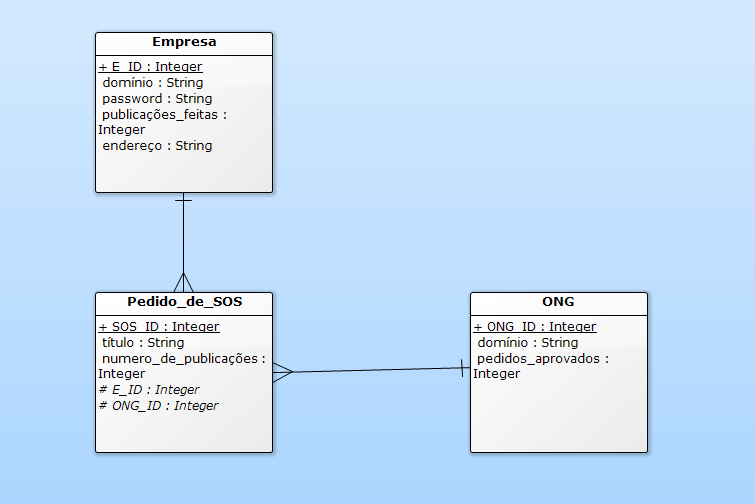 Empresa
+ E_ID : Integer
domínio : String
password : String
publicações_feitas :
Integer
endereço : String
Pedido_de_SOS
+ SOS_ID : Integer
título : String
numero_de_publicações :
Integer
# E_ID : Integer
# ONG_ID : Integer
ONG
+ ONG_ID : Integer
domínio : String
pedidos_aprovados :
Integer